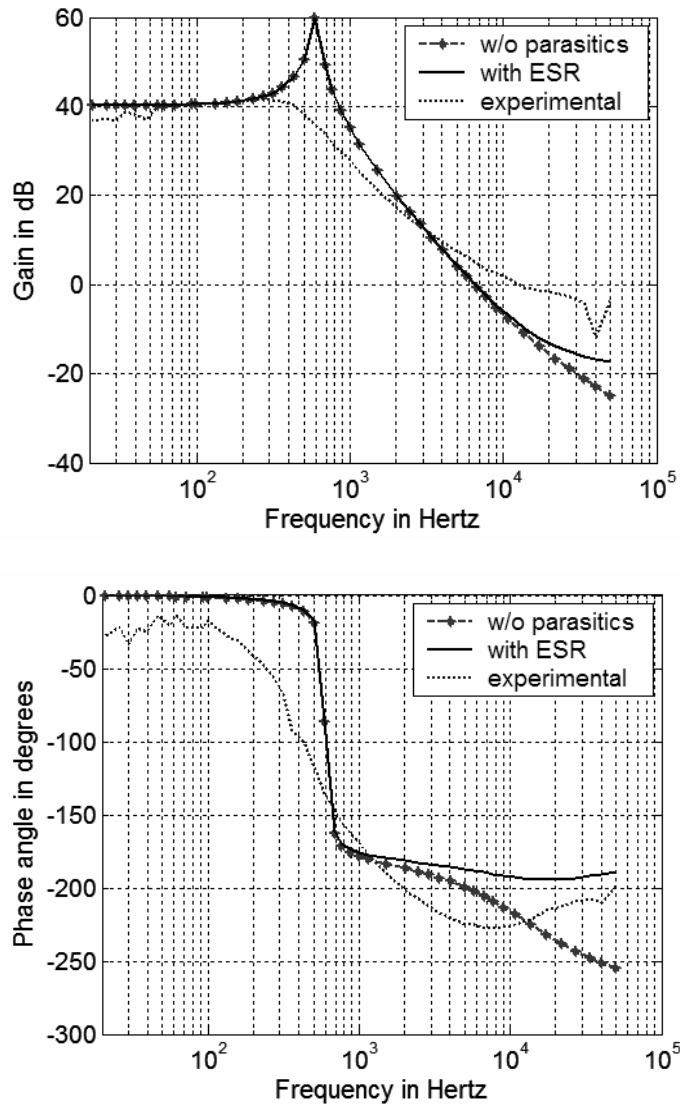 60
40
20
0
-20
-40
Gain in dB
w/o parasitics
with ESR
experimental
10^2
10^3
10^4
10^5
Frequency in Hertz
0
-50
-100
-150
-200
-250
-300
Phase angle in degrees
w/o parasitics
with ESR
experimental
10^2
10^3
10^4
10^5
Frequency in Hertz